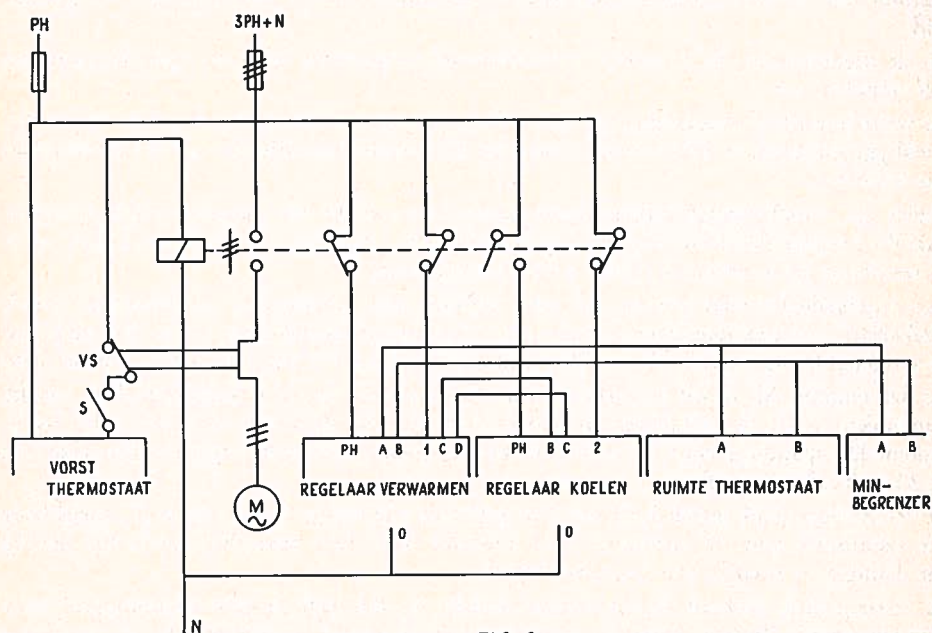 PH
3PH+N
VS
S
VORST
THERMOSTAAT
M
PH A B 1 C D
REGELAAR VERWARMEN
PH B C 2
REGELAAR KOELEN
A B
RUIMTE THERMOSTAAT
A B
MIN-
BEGRENZER
0
0
N